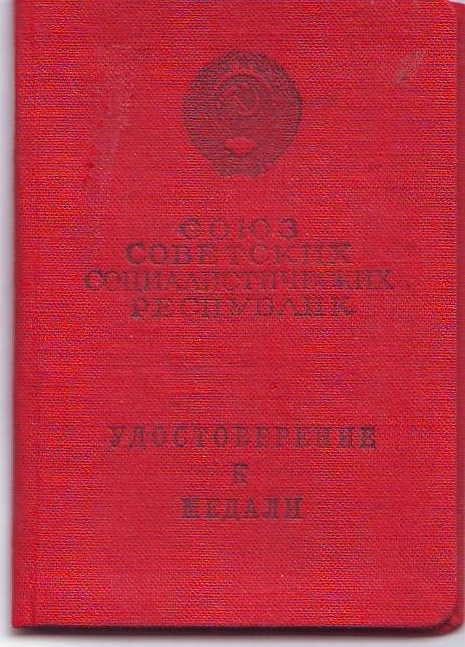 СОЮЗ
СОВЕТСКИХ
СОЦИАЛИСТИЧЕСКИХ
РЕСПУБЛИК
УДОСТОВЕРЕНИЕ
К
МЕДАЛИ